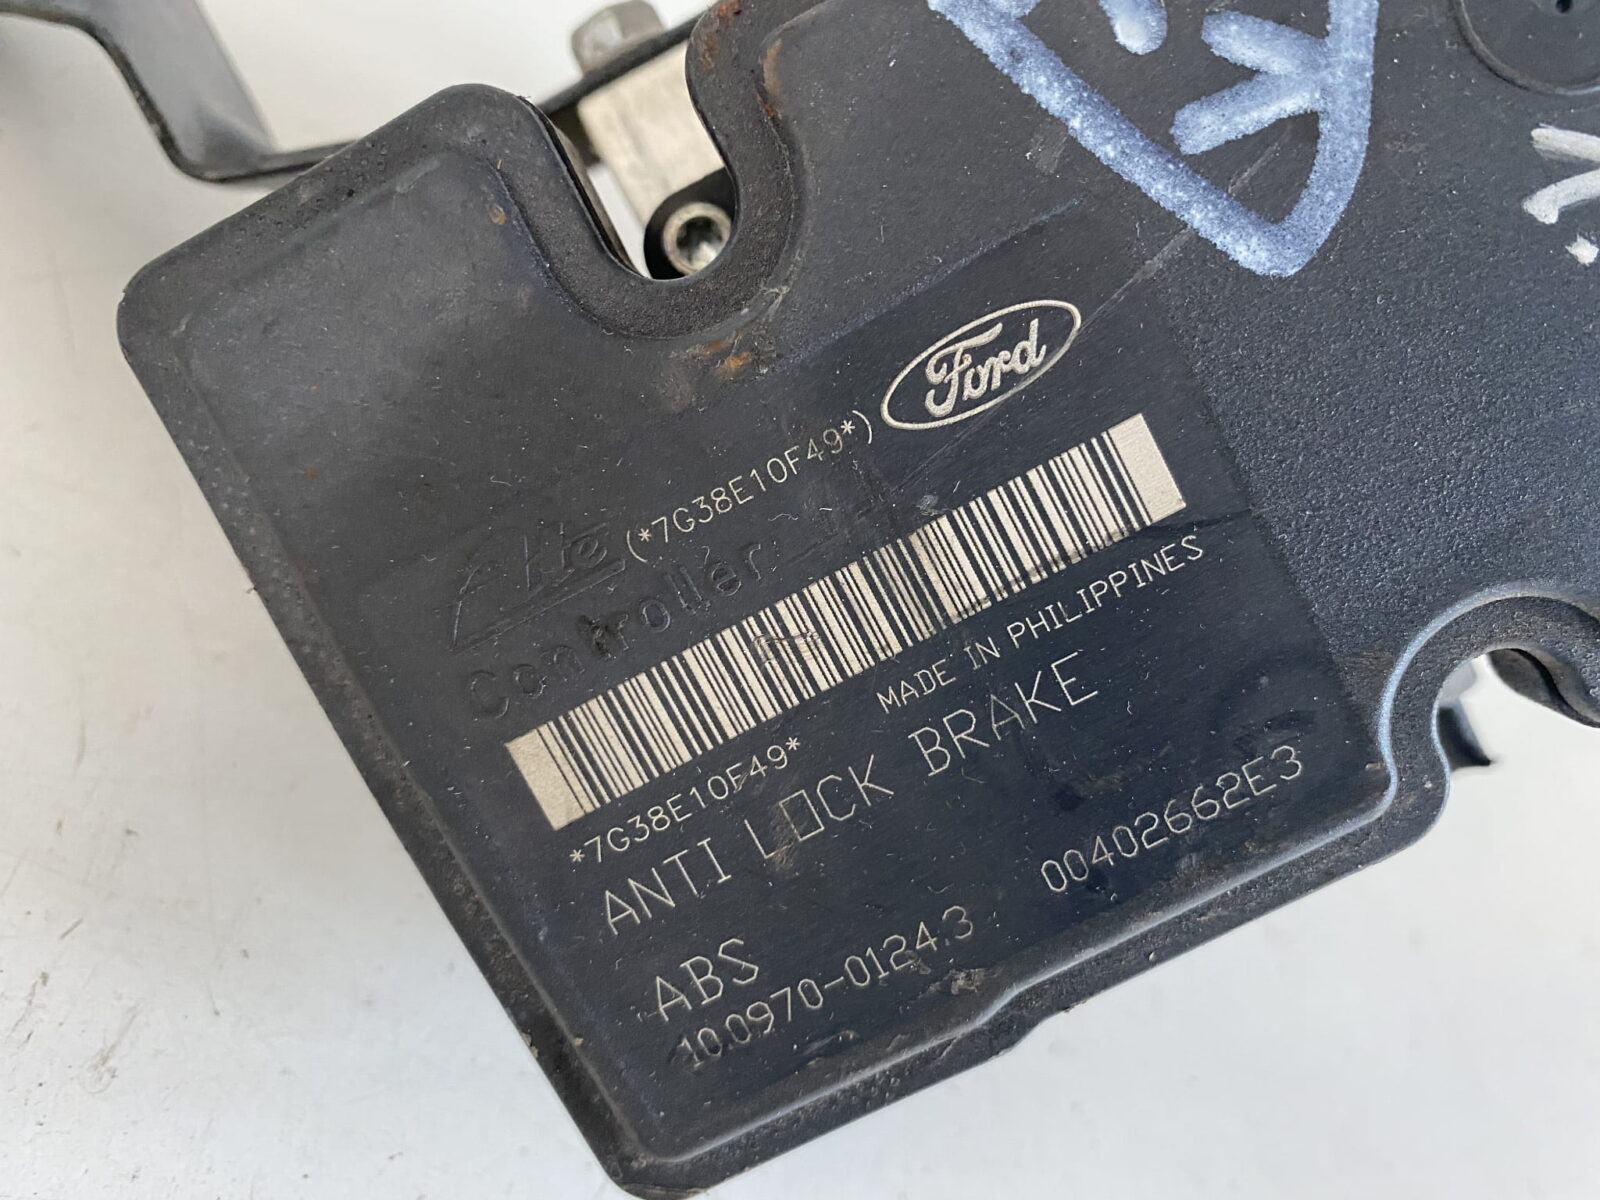 Ford
Ate (*7G38E10F49*)
Controller
*7G38E10F49*
MADE IN PHILIPPINES
ANTI LOCK BRAKE
ABS
10.0970-0124.3 00402662E3